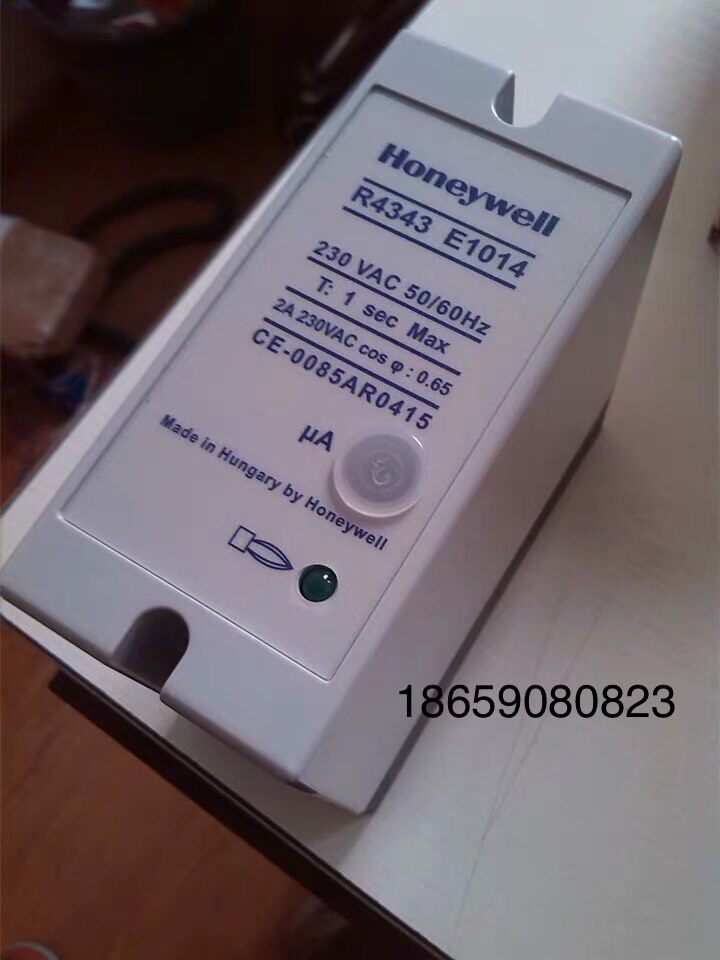 Honeywell
R4343 E1014
230 VAC 50/60Hz
T: 1 sec Max
2A 230VAC cos φ : 0.65
CE-0085AR0415
µA
Made in Hungary by Honeywell
18659080823